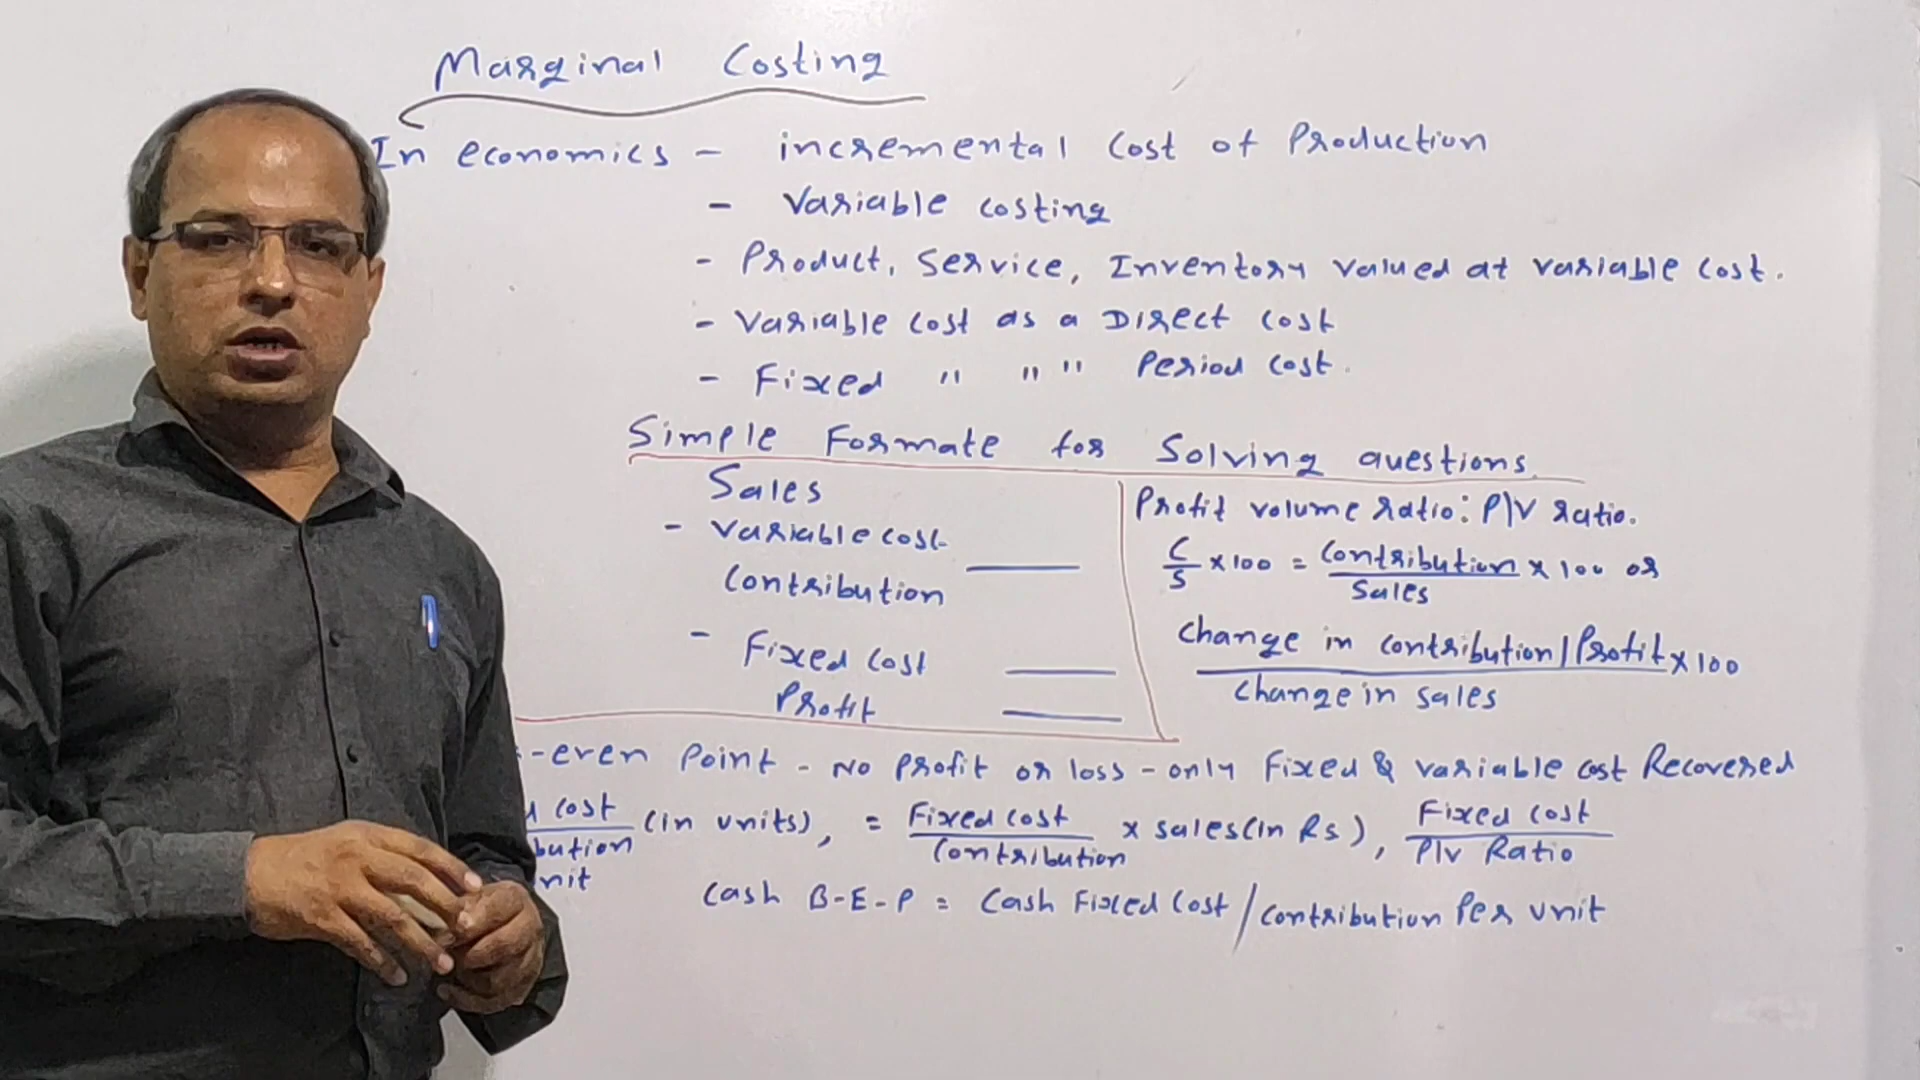 Marginal Costing
In economics - incremental cost of Production
- Variable costing
- Product, Service, Inventory valued at variable cost.
- Variable cost as a Direct cost
- Fixed " " " Period cost.
Simple Formate for Solving questions.
Sales
- variable cost
Contribution
- Fixed cost
Profit
Profit volume ratio: P/V ratio.
C/S × 100 = Contribution/Sales × 100 or
Change in contribution/Profit × 100
Change in sales
-even Point - No profit or loss - only Fixed & variable cost Recovered
cost (in units), = Fixed cost/Contribution × sales (in Rs), Fixed cost/P/v Ratio
bution
nit
Cash B-E-P = Cash Fixed Cost / Contribution Per unit